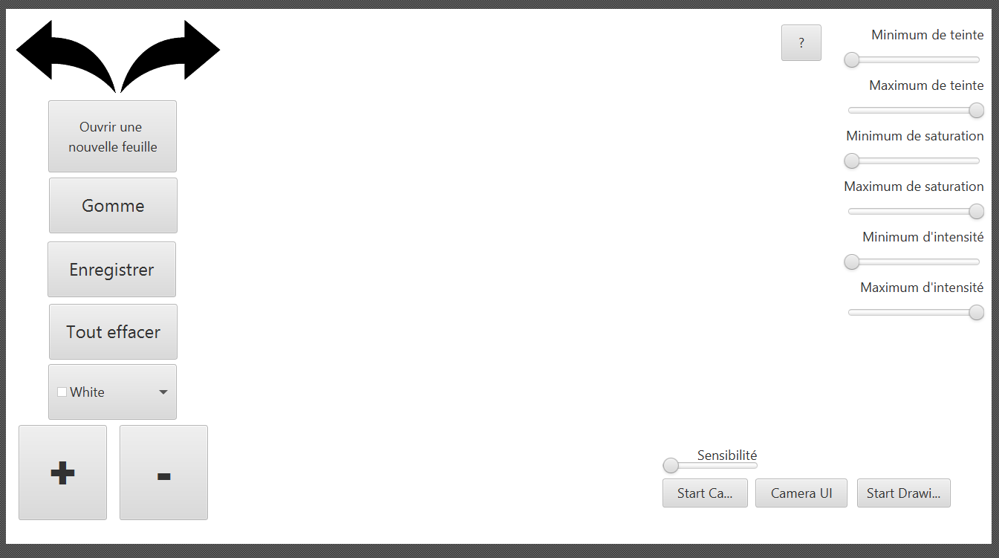 Ouvrir une
nouvelle feuille
Gomme
Enregistrer
Tout effacer
White
+
-
?
Minimum de teinte
Maximum de teinte
Minimum de saturation
Maximum de saturation
Minimum d'intensité
Maximum d'intensité
Sensibilité
Start Ca...
Camera UI
Start Drawi...